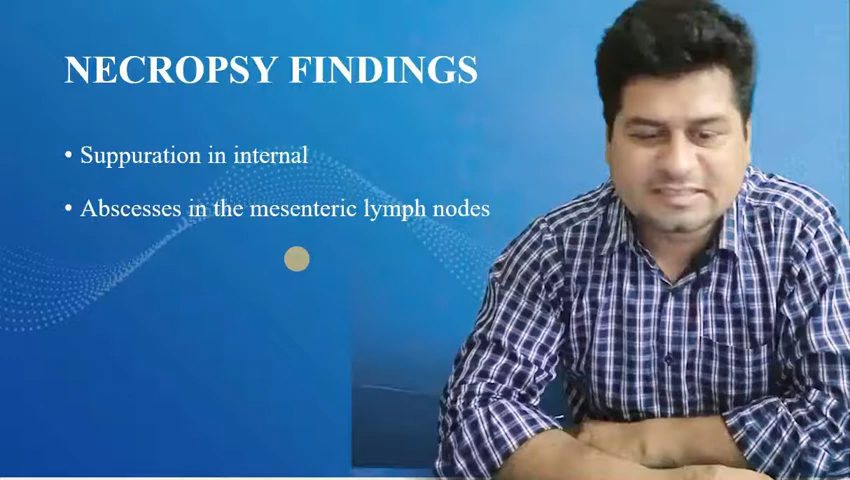 NECROPSY FINDINGS
• Suppuration in internal
• Abscesses in the mesenteric lymph nodes